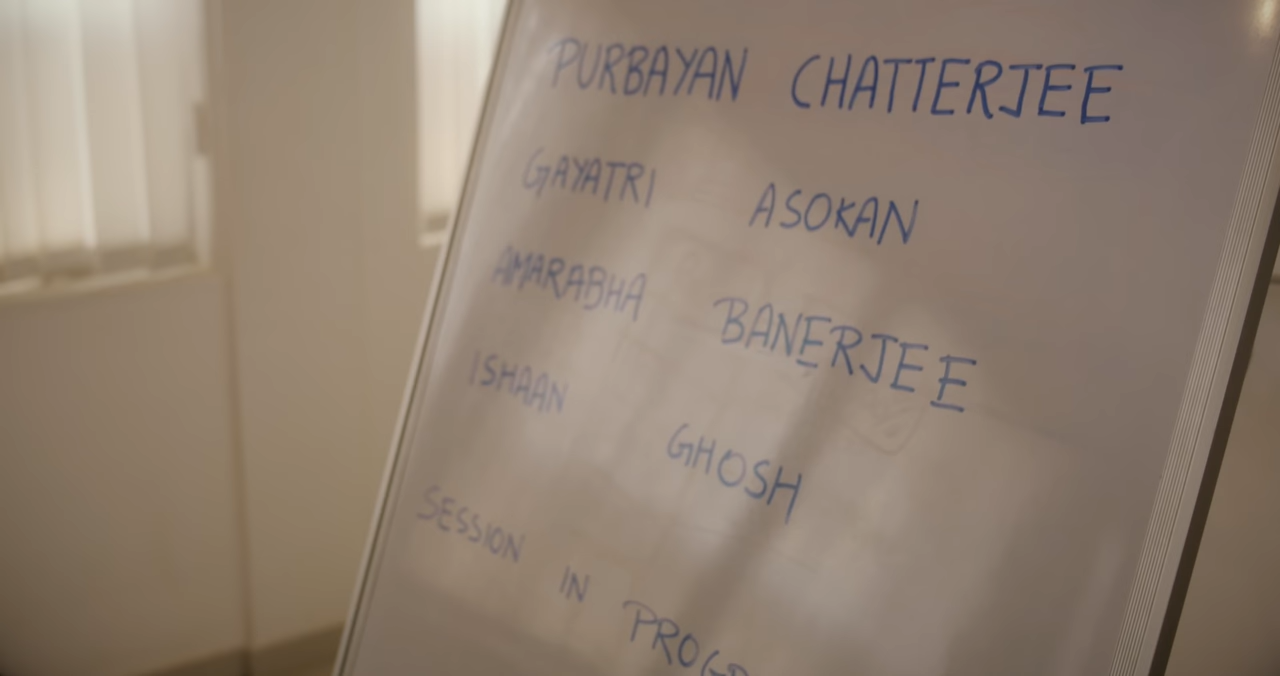 PURBAYAN CHATTERJEE
GAYATRI ASOKAN
AMARABHA BANERJEE
ISHAAN GHOSH
SESSION IN